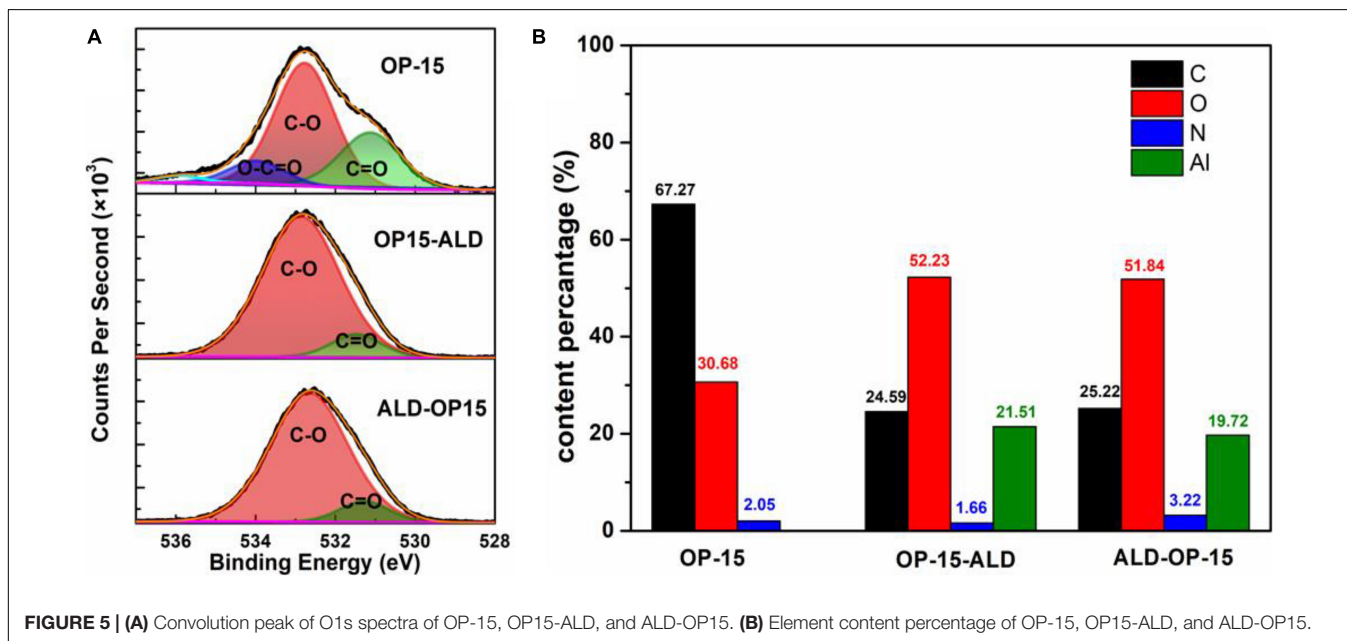 A
OP-15
C-O
O-C=O
C=O
OP15-ALD
C-O
C=O
ALD-OP15
C-O
C=O
Counts Per Second (×10³)
536 534 532 531 530 528
Binding Energy (eV)
B
100
80
60
40
20
0
content percantage (%)
C
O
N
Al
67.27
30.68
2.05
24.59
52.23
1.66
21.51
25.22
51.84
3.22
19.72
OP-15 OP-15-ALD ALD-OP-15
FIGURE 5 | (A) Convolution peak of O1s spectra of OP-15, OP15-ALD, and ALD-OP15. (B) Element content percentage of OP-15, OP15-ALD, and ALD-OP15.